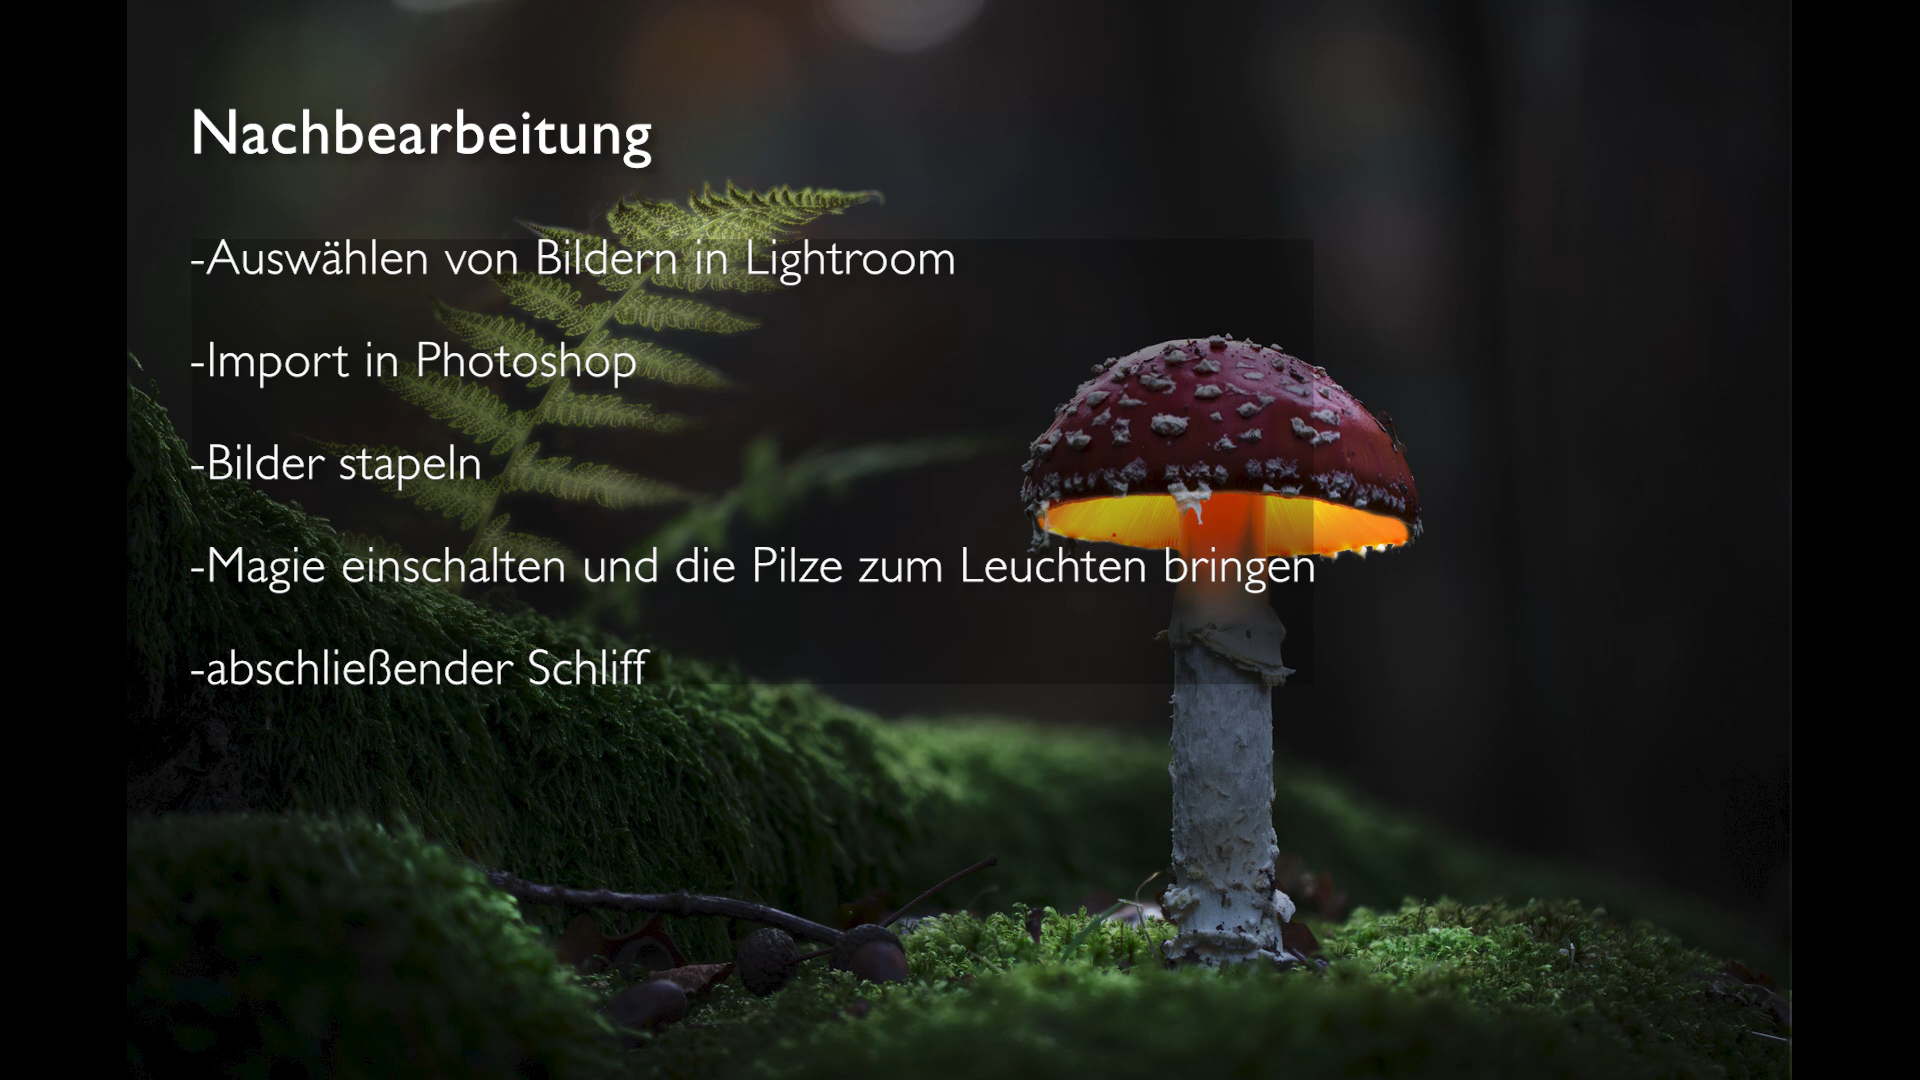 Nachbearbeitung
-Auswählen von Bildern in Lightroom
-Import in Photoshop
-Bilder stapeln
-Magie einschalten und die Pilze zum Leuchten bringen
-abschließender Schliff